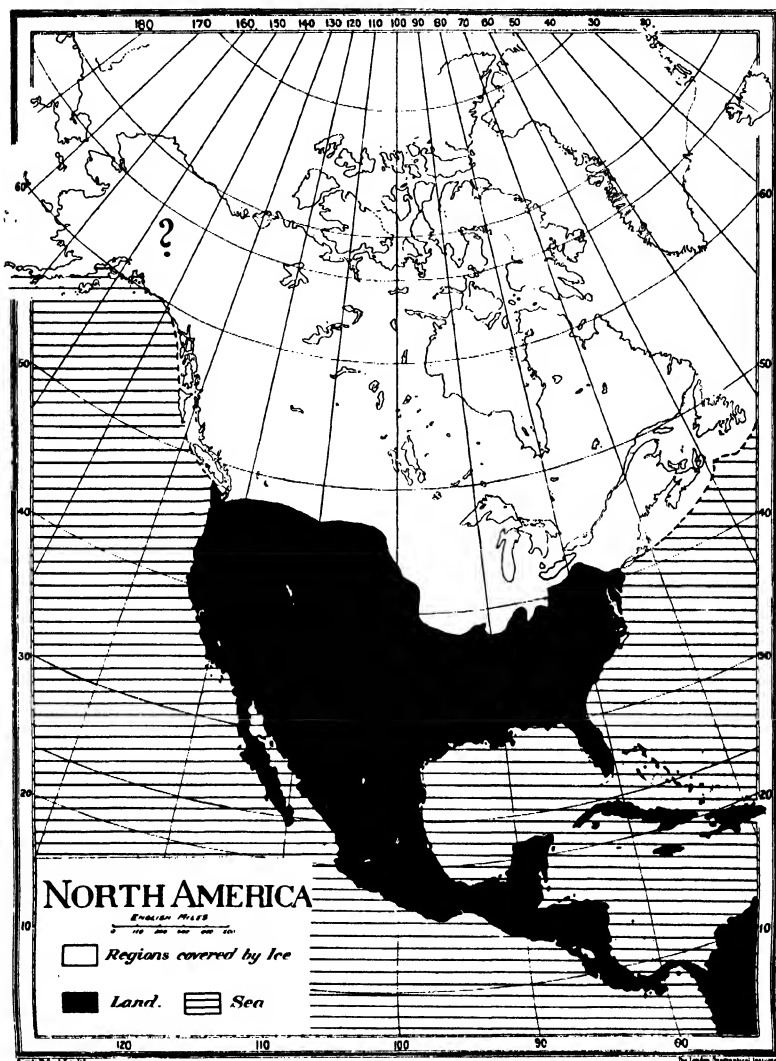 180 170 160 150 140 130 120 110 100 90 80 70 60 50 40 30 20
60 60
?
50 50
40 40
30 30
20 20
10 10
NORTH AMERICA
ENGLISH MILES
Regions covered by Ice
Land. Sea
120 110 100 90 80